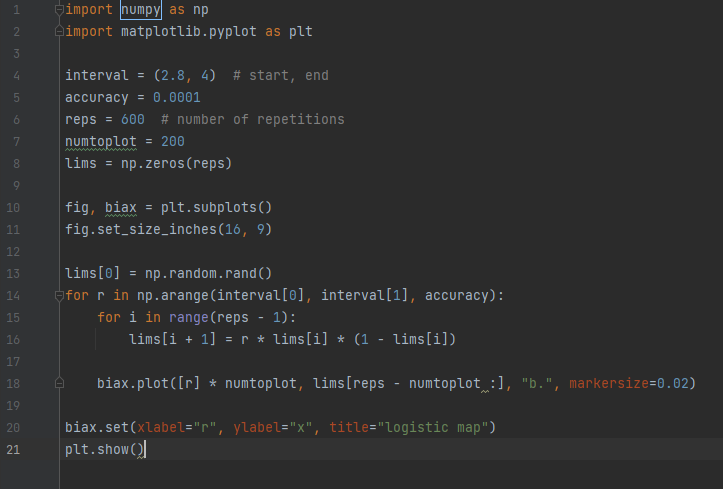 1 import numpy as np
2 import matplotlib.pyplot as plt
3
4 interval = (2.8, 4)  # start, end
5 accuracy = 0.0001
6 reps = 600  # number of repetitions
7 numtoplot = 200
8 lims = np.zeros(reps)
9
10 fig, biax = plt.subplots()
11 fig.set_size_inches(16, 9)
12
13 lims[0] = np.random.rand()
14 for r in np.arange(interval[0], interval[1], accuracy):
15     for i in range(reps - 1):
16         lims[i + 1] = r * lims[i] * (1 - lims[i])
17
18     biax.plot([r] * numtoplot, lims[reps - numtoplot :], "b.", markersize=0.02)
19
20 biax.set(xlabel="r", ylabel="x", title="logistic map")
21 plt.show()